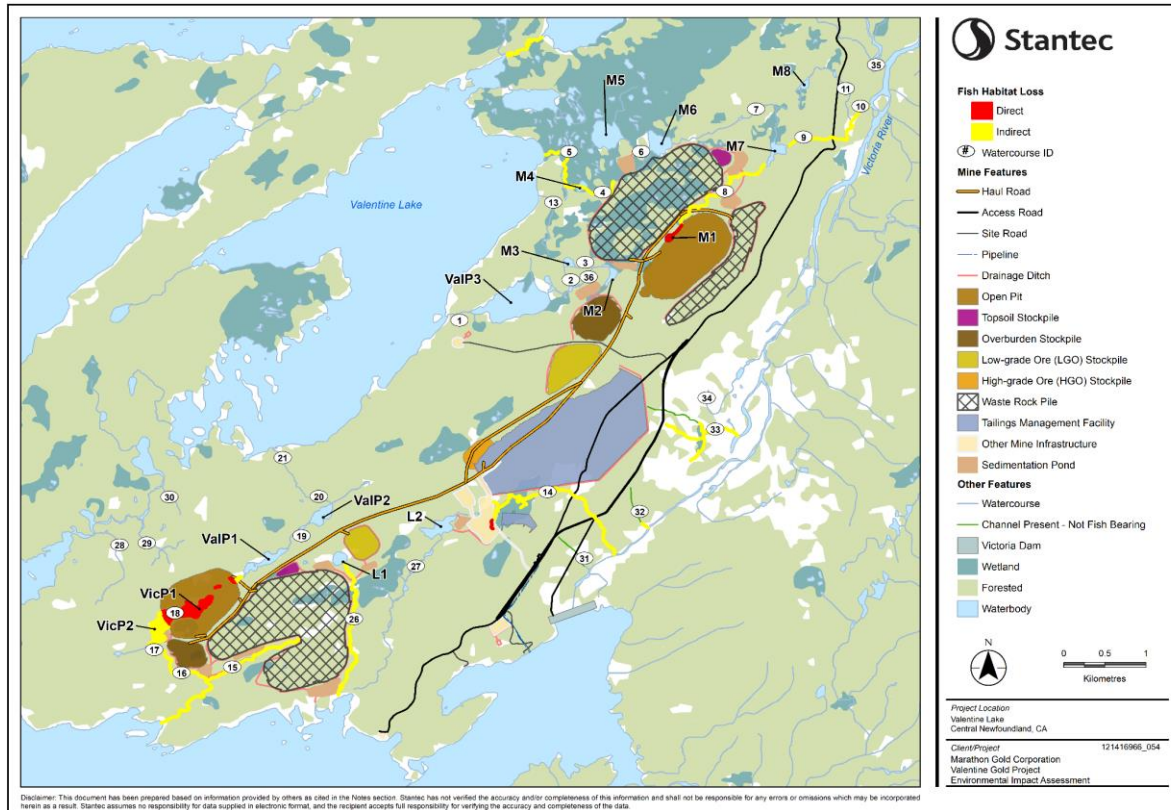 Stantec
Fish Habitat Loss
Direct
Indirect
# Watercourse ID
Mine Features
Haul Road
Access Road
Site Road
Pipeline
Drainage Ditch
Open Pit
Topsoil Stockpile
Overburden Stockpile
Low-grade Ore (LGO) Stockpile
High-grade Ore (HGO) Stockpile
Waste Rock Pile
Tailings Management Facility
Other Mine Infrastructure
Sedimentation Pond
Other Features
Watercourse
Channel Present - Not Fish Bearing
Victoria Dam
Wetland
Forested
Waterbody
N
0 0.5 1
Kilometres
Project Location
Valentine Lake
Central Newfoundland, CA
Client/Project 121416966_054
Marathon Gold Corporation
Valentine Gold Project
Environmental Impact Assessment
35
M8
M5
11
10
7
M6
9
Victoria River
M7
5
6
M4
4
8
13
Valentine Lake
M1
M3
3
2
36
ValP3
M2
1
34
33
21
20
14
30
ValP2
L2
32
19
28
29
ValP1
31
27
L1
VicP1
18
VicP2
26
17
15
16
Disclaimer: This document has been prepared based on information provided by others as cited in the Notes section. Stantec has not verified the accuracy and/or completeness of this information and shall not be responsible for any errors or omissions which may be incorporated
herein as a result. Stantec assumes no responsibility for data supplied in electronic format, and the recipient accepts full responsibility for verifying the accuracy and completeness of the data.